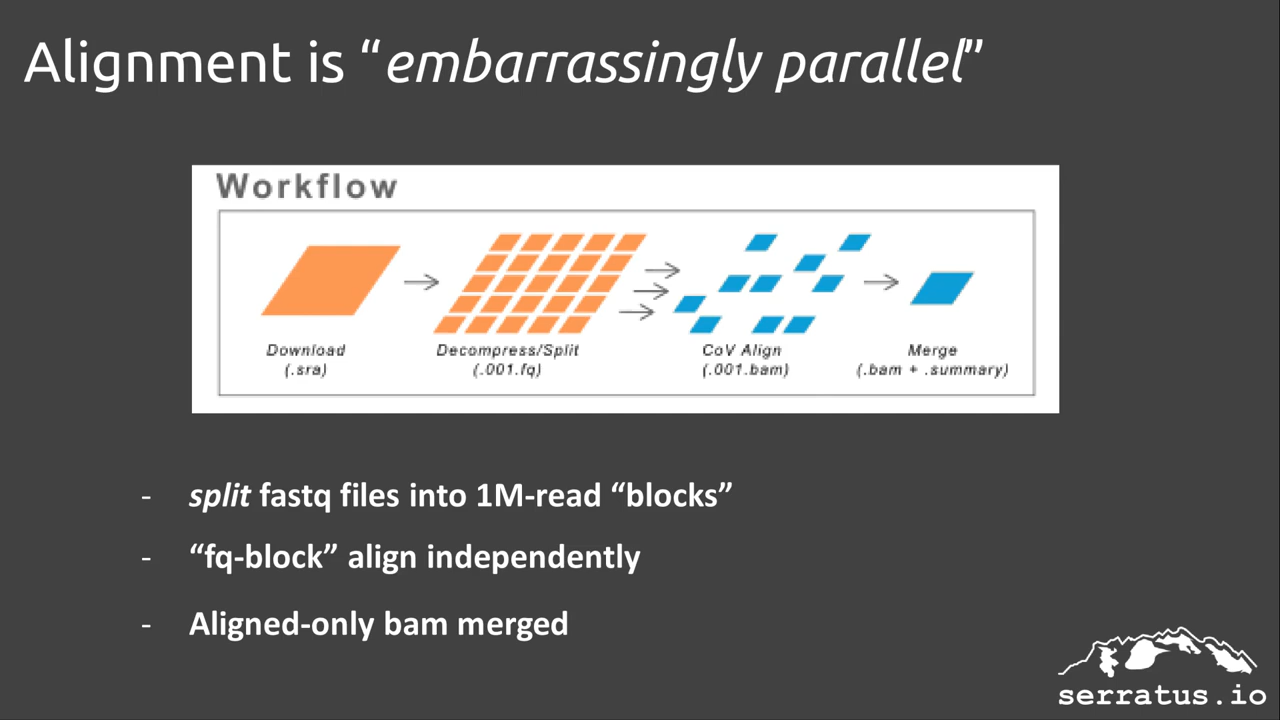 Alignment is “embarrassingly parallel”
Workflow
Download
(.sra)
Decompress/Split
(.001.fq)
CoV Align
(.001.bam)
Merge
(.bam + .summary)
- split fastq files into 1M-read “blocks”
- “fq-block” align independently
- Aligned-only bam merged
serratus.io